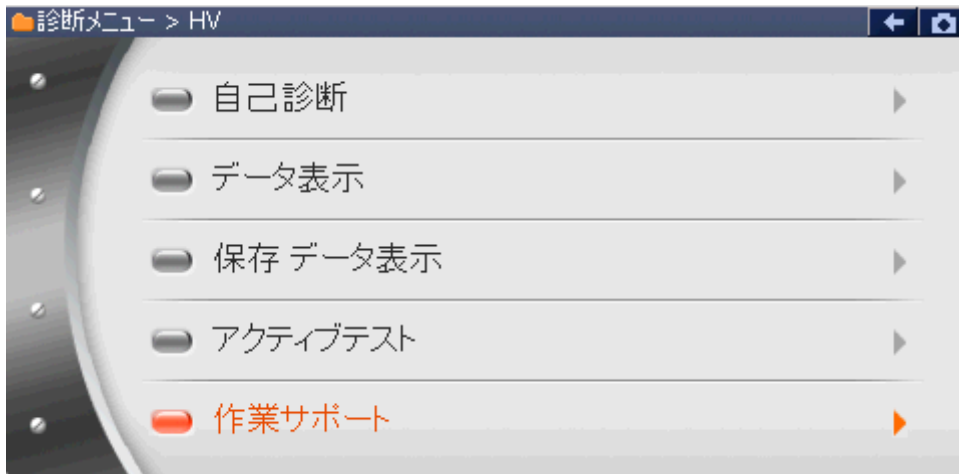 診断メニュー > HV
自己診断
データ表示
保存 データ表示
アクティブテスト
作業サポート